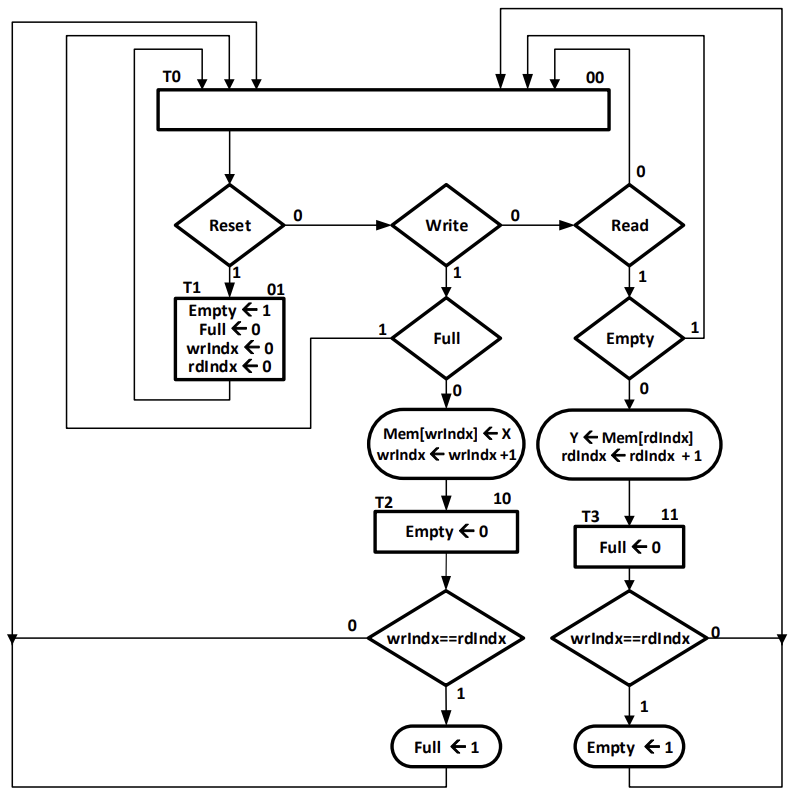 T0
00
0
Reset
0
Write
0
Read
1
1
1
T1
01
Empty ← 1
Full ← 0
wrIndx ← 0
rdIndx ← 0
1
Full
Empty
1
0
0
Mem[wrIndx] ← X
wrIndx ← wrIndx +1
Y ← Mem[rdIndx]
rdIndx ← rdIndx + 1
T2
10
Empty ← 0
T3
11
Full ← 0
0
wrIndx==rdIndx
wrIndx==rdIndx
0
1
1
Full ← 1
Empty ← 1